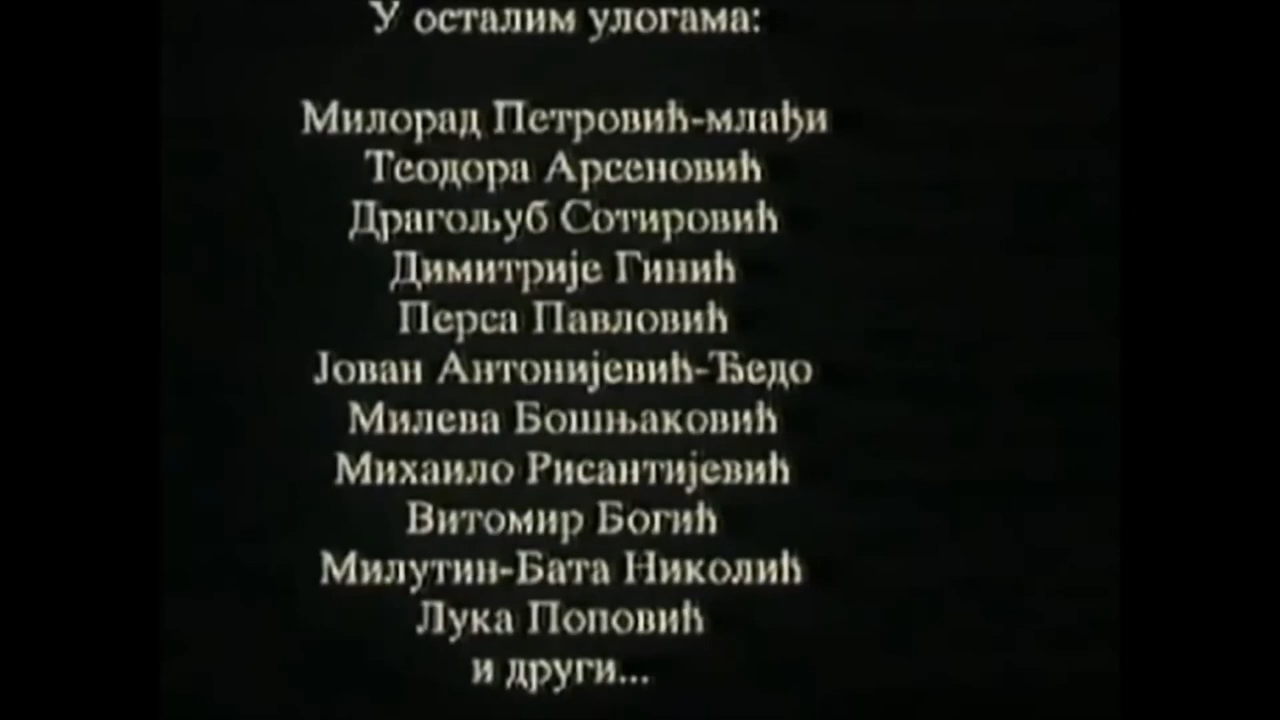 У осталим улогама:
Милорад Петровић-млађи
Теодора Арсеновић
Драгољуб Сотировић
Димитрије Гинић
Перса Павловић
Јован Антонијевић-Ђедо
Милева Бошњаковић
Михаило Рисантијевић
Витомир Богић
Милутин-Бата Николић
Лука Поповић
и други...